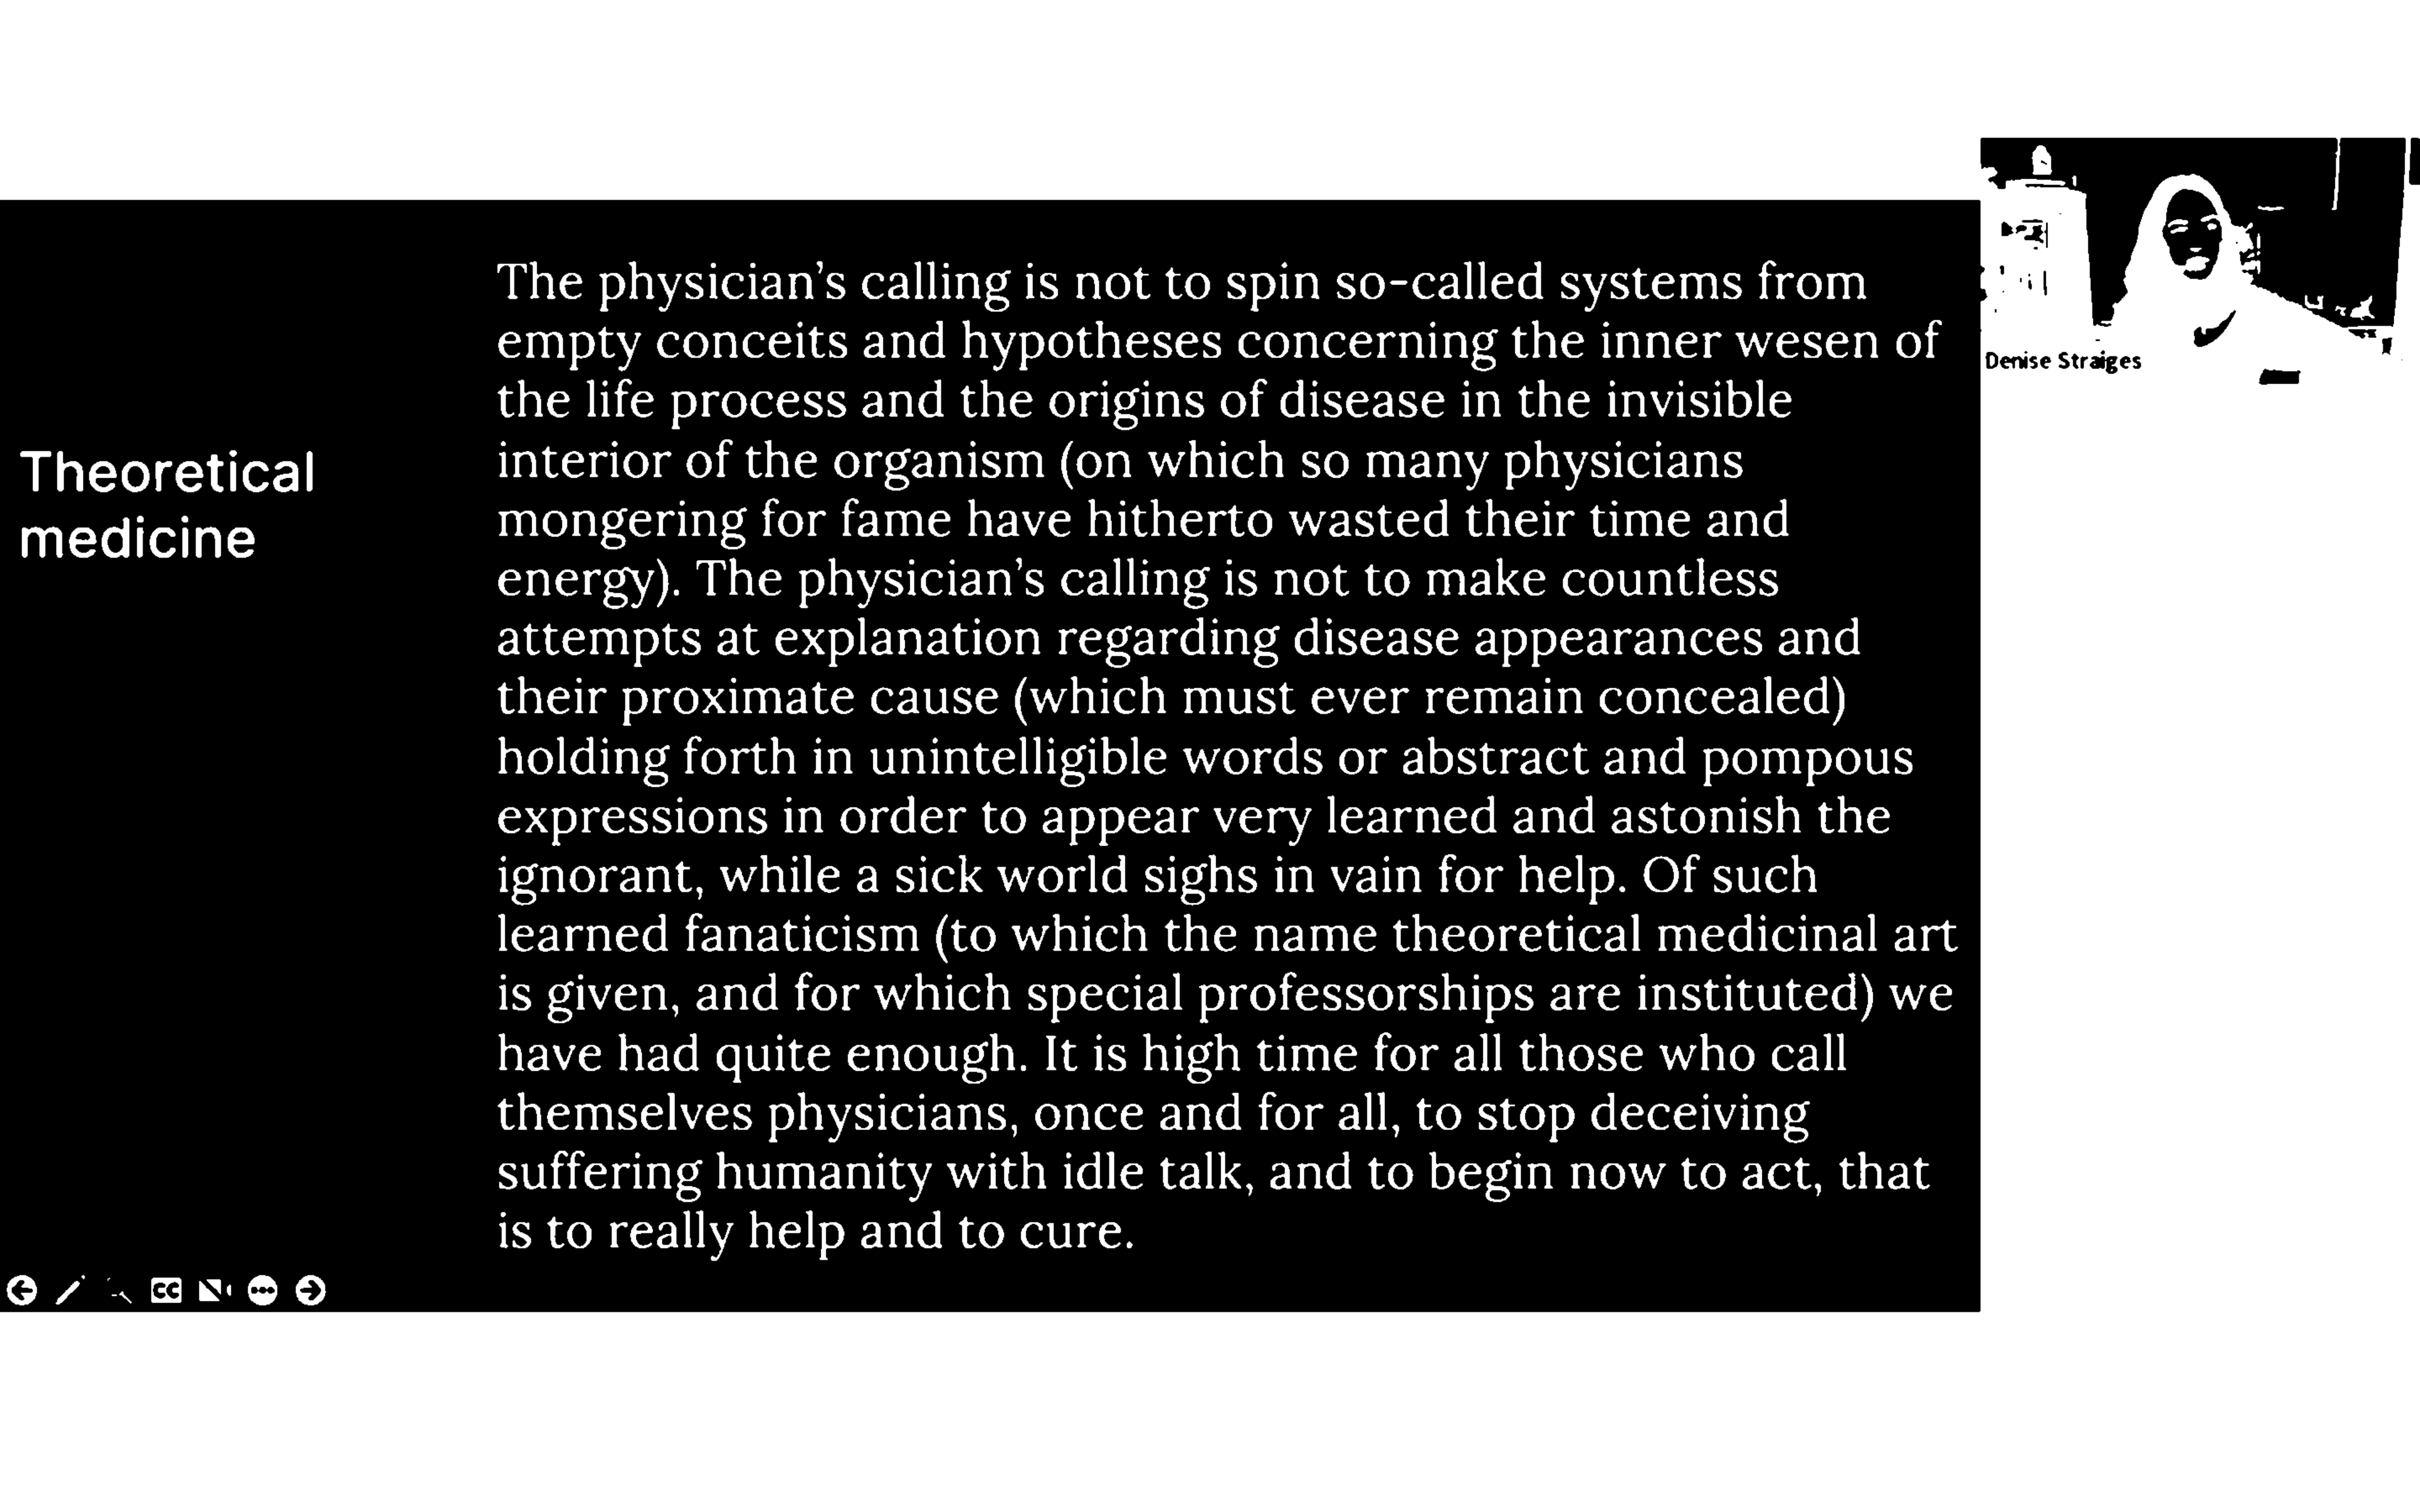 Theoretical
medicine
The physician's calling is not to spin so-called systems from
empty conceits and hypotheses concerning the inner wesen of
the life process and the origins of disease in the invisible
interior of the organism (on which so many physicians
mongering for fame have hitherto wasted their time and
energy). The physician's calling is not to make countless
attempts at explanation regarding disease appearances and
their proximate cause (which must ever remain concealed)
holding forth in unintelligible words or abstract and pompous
expressions in order to appear very learned and astonish the
ignorant, while a sick world sighs in vain for help. Of such
learned fanaticism (to which the name theoretical medicinal art
is given, and for which special professorships are instituted) we
have had quite enough. It is high time for all those who call
themselves physicians, once and for all, to stop deceiving
suffering humanity with idle talk, and to begin now to act, that
is to really help and to cure.
Denise Straiges
CC